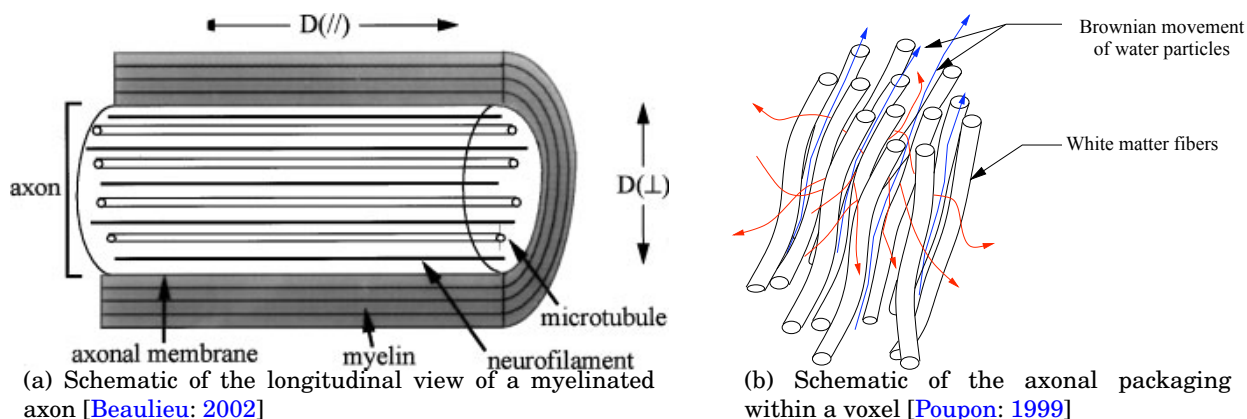 D(//)
axon
D(⊥)
microtubule
axonal membrane
myelin
neurofilament
(a) Schematic of the longitudinal view of a myelinated
axon [Beaulieu: 2002]
Brownian movement
of water particles
White matter fibers
(b) Schematic of the axonal packaging
within a voxel [Poupon: 1999]